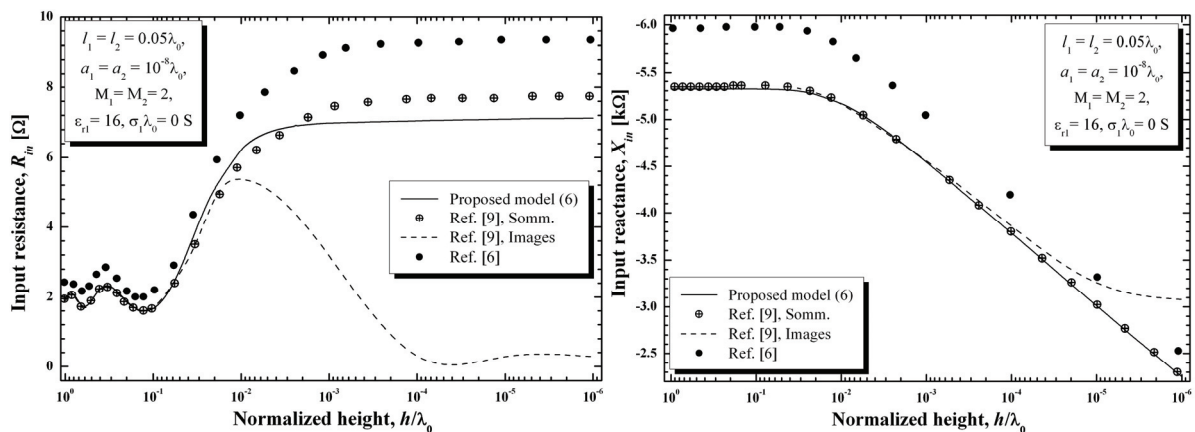 Input resistance, R_in [Ω]
10
8
6
4
2
0
l₁ = l₂ = 0.05λ₀,
a₁ = a₂ = 10⁻⁸λ₀,
M₁= M₂= 2,
ε_r1= 16, σ₁λ₀= 0 S
Proposed model (6)
Ref. [9], Somm.
Ref. [9], Images
Ref. [6]
10⁰ 10⁻¹ 10⁻² 10⁻³ 10⁻⁴ 10⁻⁵ 10⁻⁶
Normalized height, h/λ₀
Input reactance, X_in [kΩ]
-6.0
-5.5
-5.0
-4.5
-4.0
-3.5
-3.0
-2.5
l₁ = l₂ = 0.05λ₀,
a₁ = a₂ = 10⁻⁸λ₀,
M₁= M₂= 2,
ε_r1= 16, σ₁λ₀= 0 S
Proposed model (6)
Ref. [9], Somm.
Ref. [9], Images
Ref. [6]
10⁰ 10⁻¹ 10⁻² 10⁻³ 10⁻⁴ 10⁻⁵ 10⁻⁶
Normalized height, h/λ₀